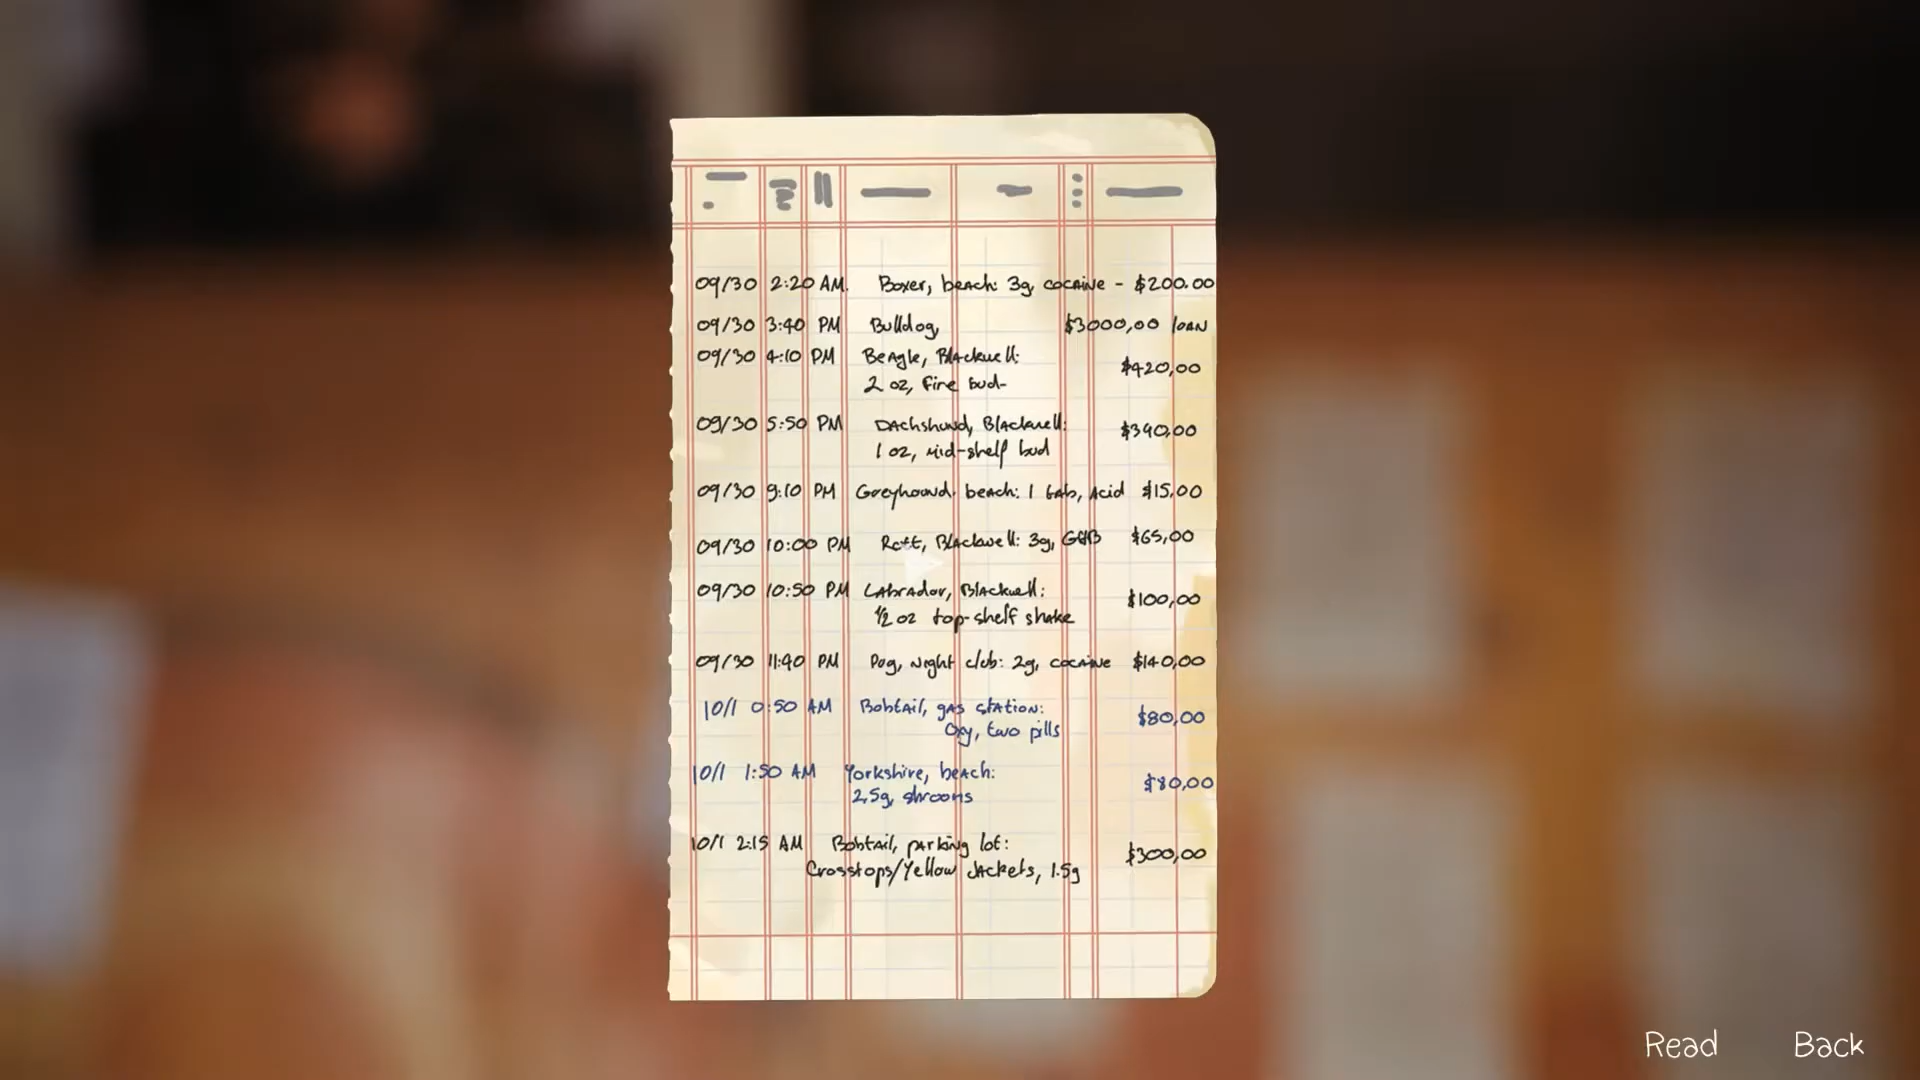 09/30 2:20 AM. Boxer, beach: 3g, cocaine - $200.00
09/30 3:40 PM Bulldog, $3000,00 loan
09/30 4:10 PM Beagle, Blackwell:
2 oz, fire bud- $420,00
09/30 5:50 PM Dachshund, Blackwell: $390,00
1 oz, mid-shelf bud
09/30 9:10 PM Greyhound, beach: 1 tab, acid $15,00
09/30 10:00 PM Rott, Blackwell: 3g, GHB $65,00
09/30 10:50 PM Labrador, Blackwell: $100,00
1/2 oz top-shelf shake
09/30 11:40 PM Pog, night club: 2g, cocaine $140,00
10/1 0:50 AM Bobtail, gas station: $80,00
Oxy, two pills
10/1 1:50 AM Yorkshire, beach: $80,00
2,5g, shrooms
10/1 2:15 AM Bobtail, parking lot: $300,00
Crosstops/Yellow Jackets, 1.5g
Read Back